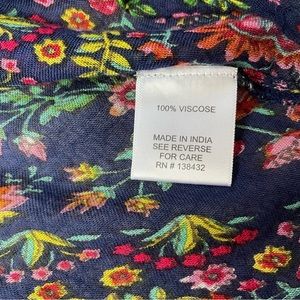 100% VISCOSE
MADE IN INDIA
SEE REVERSE
FOR CARE
RN # 138432